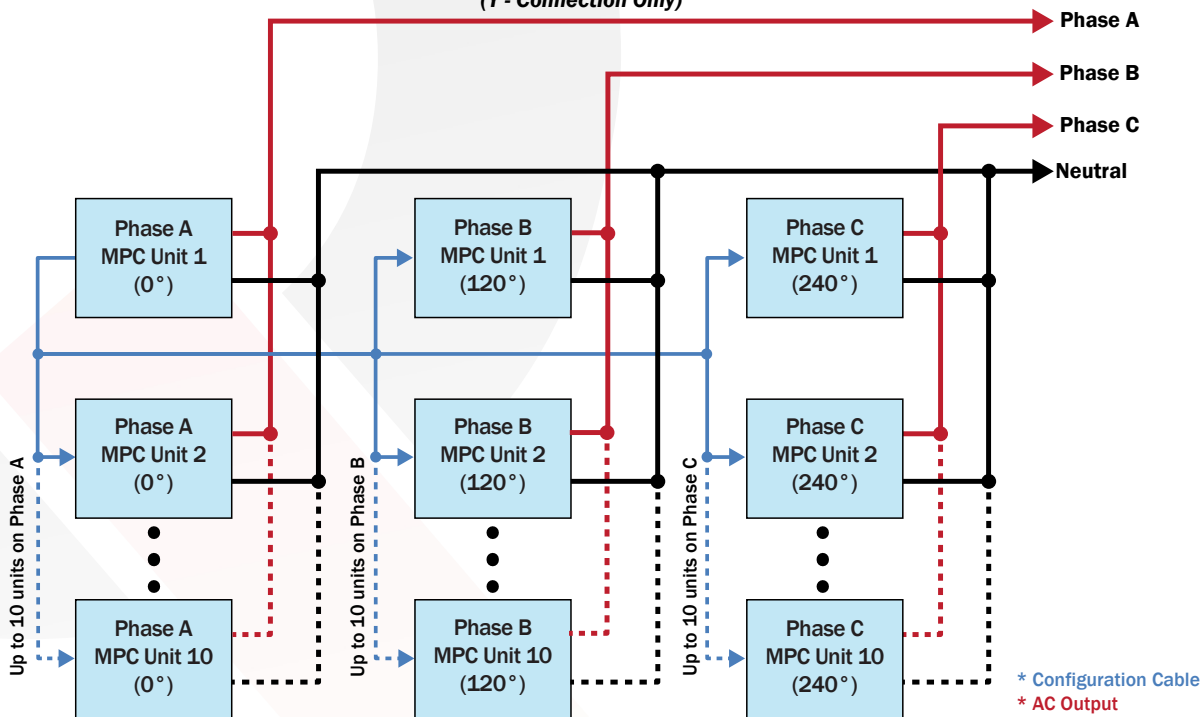 (Y - Connection Only)
Phase A
Phase B
Phase C
Neutral
Phase A
MPC Unit 1
(0°)
Phase B
MPC Unit 1
(120°)
Phase C
MPC Unit 1
(240°)
Phase A
MPC Unit 2
(0°)
Phase B
MPC Unit 2
(120°)
Phase C
MPC Unit 2
(240°)
Up to 10 units on Phase A
Up to 10 units on Phase B
Up to 10 units on Phase C
Phase A
MPC Unit 10
(0°)
Phase B
MPC Unit 10
(120°)
Phase C
MPC Unit 10
(240°)
* Configuration Cable
* AC Output